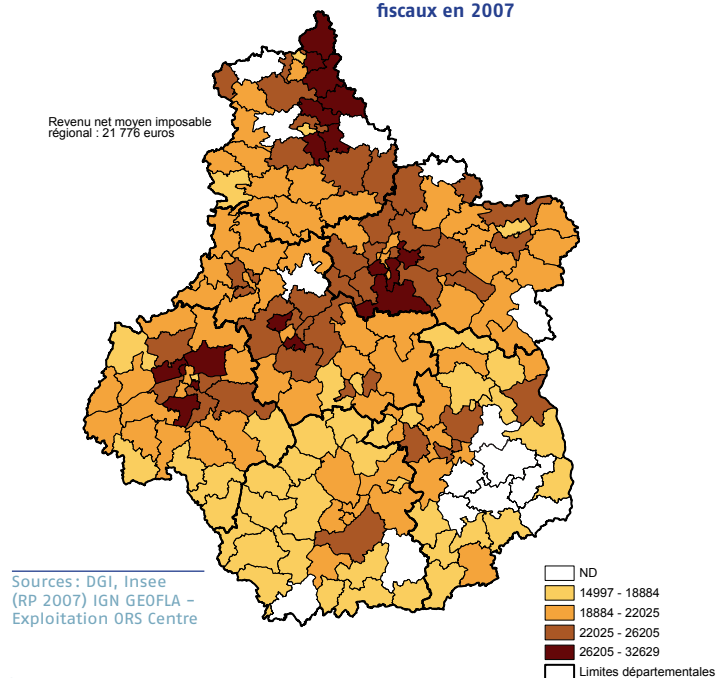 fiscaux en 2007
Revenu net moyen imposable
régional : 21 776 euros
Sources : DGI, Insee
(RP 2007) IGN GEOFLA –
Exploitation ORS Centre
ND
14997 - 18884
18884 - 22025
22025 - 26205
26205 - 32629
Limites départementales